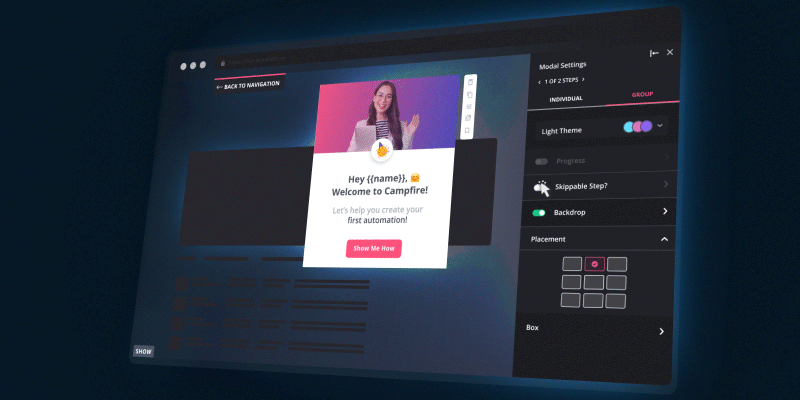 BACK TO NAVIGATION
Hey {{name}}, 🤗
Welcome to Campfire!
Let's help you create your
first automation!
Show Me How
SHOW
Modal Settings
1 OF 2 STEPS
INDIVIDUAL
GROUP
Light Theme
Progress
Skippable Step?
Backdrop
Placement
Box